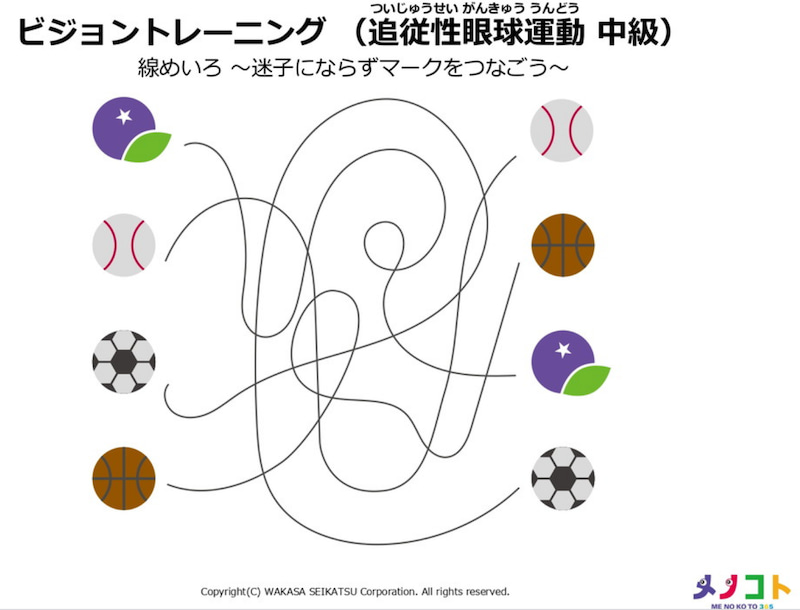 ついじゅうせい がんきゅう うんどう
ビジョントレーニング （追従性眼球運動 中級）
線めいろ ～迷子にならずマークをつなごう～
Copyright(C) WAKASA SEIKATSU Corporation. All rights reserved.
メノコト
ME NO KO TO 365